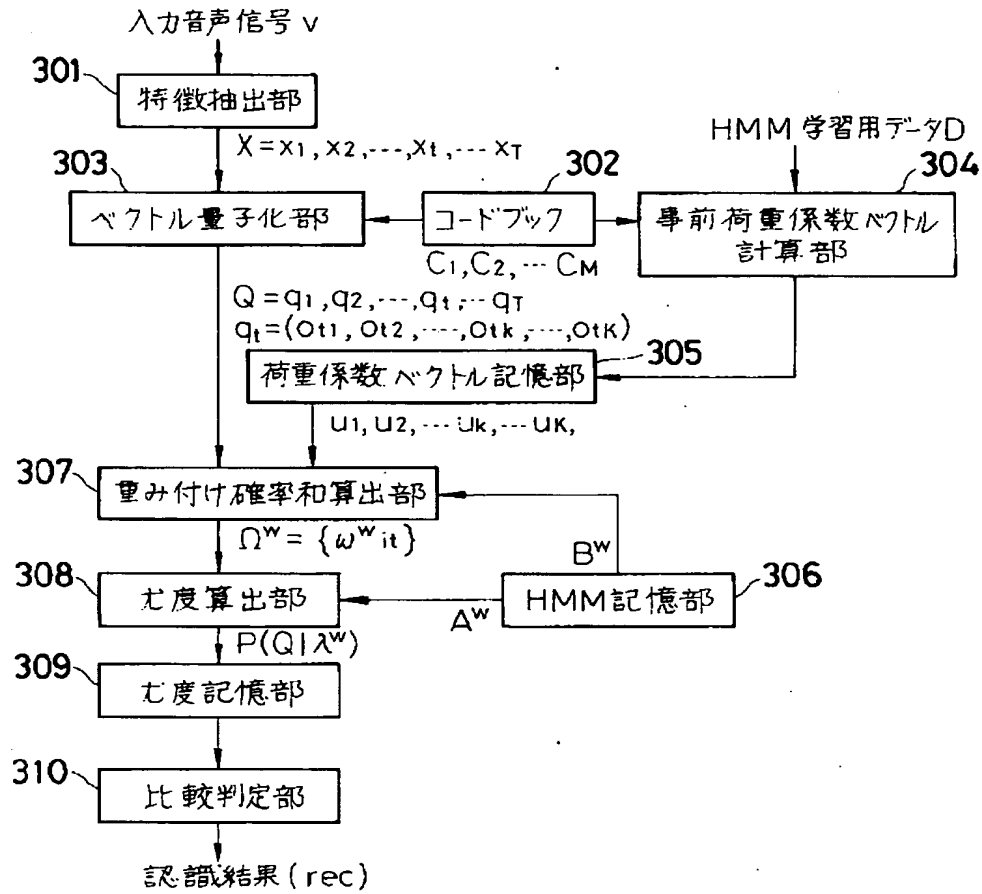 入力音声信号 v
301
特徴抽出部
X = x1, x2, ---, xt, --- xT
HMM 学習用データD
303
302
304
ベクトル量子化部
コードブック
事前荷重係数ベクトル
計算部
C1, C2, --- CM
Q = q1, q2, ---, qt, --- qT
qt = (ot1, ot2, ----, otk, ----, otK)
305
荷重係数ベクトル記憶部
u1, u2, --- uk, --- uK,
307
重み付け確率和算出部
Ω^w = {ω^w it}
B^w
308
306
尤度算出部
HMM記憶部
A^w
P(Q|λ^w)
309
尤度記憶部
310
比較判定部
認識結果(rec)